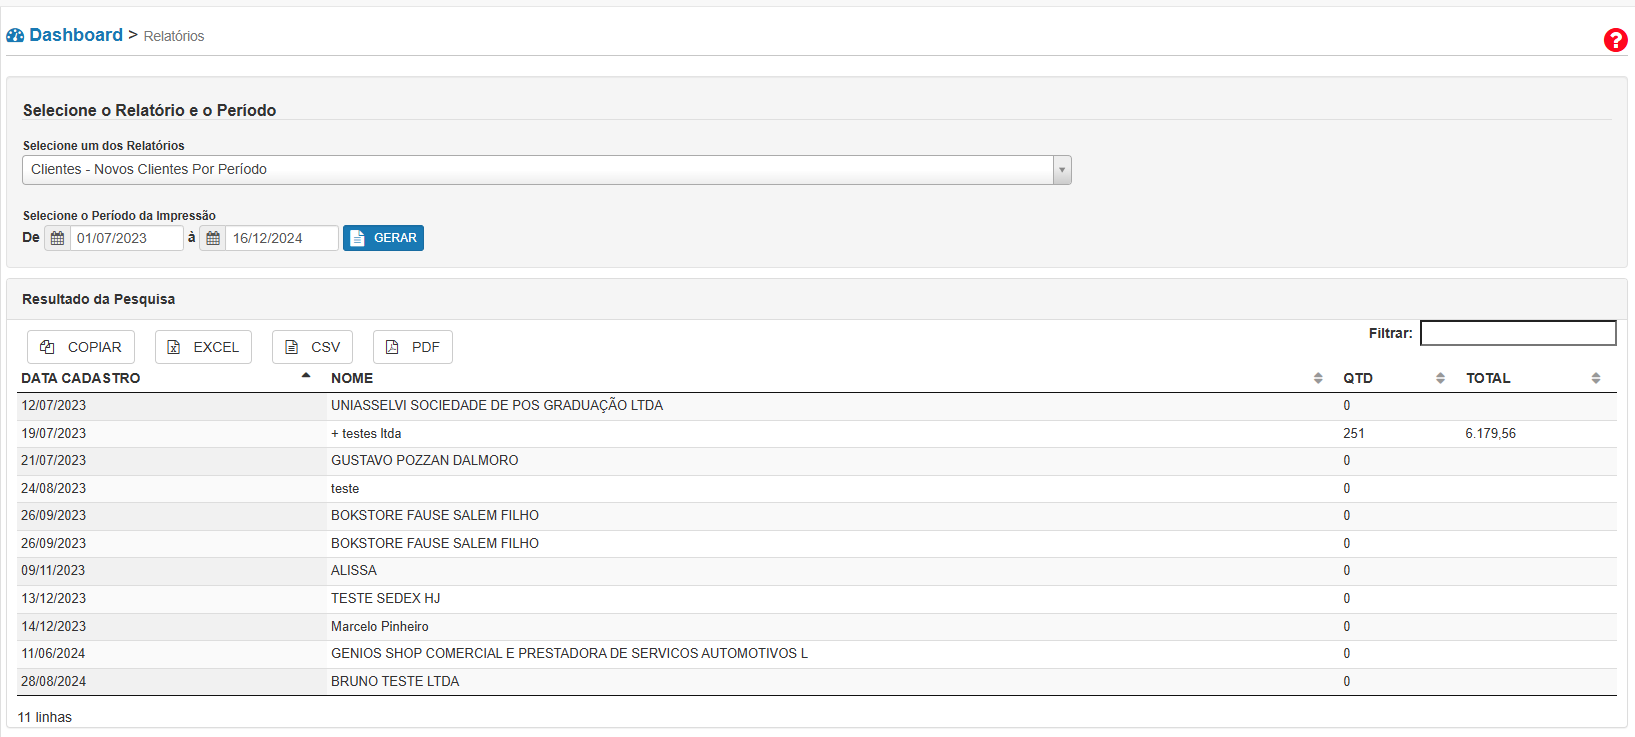 Dashboard > Relatórios
?
Selecione o Relatório e o Período
Selecione um dos Relatórios
Clientes - Novos Clientes Por Período
Selecione o Período da Impressão
De 01/07/2023 à 16/12/2024 GERAR
Resultado da Pesquisa
Filtrar:
COPIAR EXCEL CSV PDF
DATA CADASTRO NOME QTD TOTAL
12/07/2023 UNIASSELVI SOCIEDADE DE POS GRADUAÇÃO LTDA 0
19/07/2023 + testes ltda 251 6.179,56
21/07/2023 GUSTAVO POZZAN DALMORO 0
24/08/2023 teste 0
26/09/2023 BOKSTORE FAUSE SALEM FILHO 0
26/09/2023 BOKSTORE FAUSE SALEM FILHO 0
09/11/2023 ALISSA 0
13/12/2023 TESTE SEDEX HJ 0
14/12/2023 Marcelo Pinheiro 0
11/06/2024 GENIOS SHOP COMERCIAL E PRESTADORA DE SERVICOS AUTOMOTIVOS L 0
28/08/2024 BRUNO TESTE LTDA 0
11 linhas